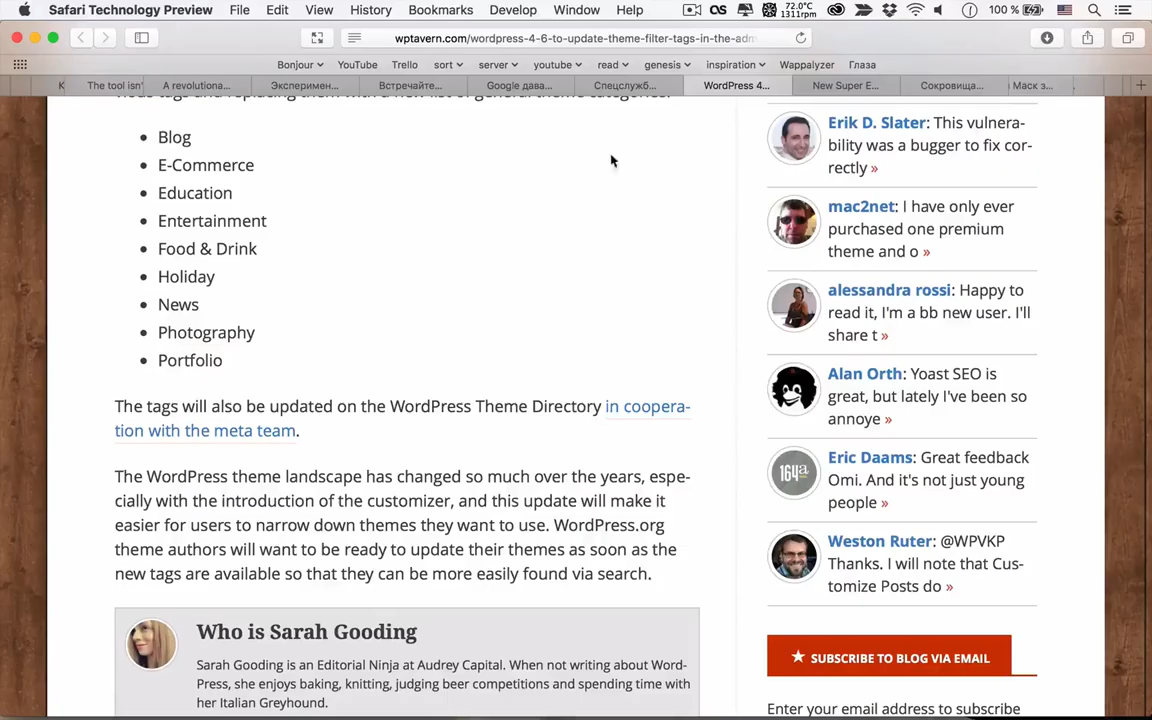 Safari Technology Preview File Edit View History Bookmarks Develop Window Help
72.0°C
1311rpm
100 %
wptavern.com/wordpress-4-6-to-update-theme-filter-tags-in-the-adm
Bonjour YouTube Trello sort server youtube read genesis inspiration Wappalyzer Глаза
К The tool isn' A revolutiona... Эксперимен... Встречайте... Google дава... Спецслужб... WordPress 4... New Super E... Сокровища... Маск з...
Blog
E-Commerce
Education
Entertainment
Food & Drink
Holiday
News
Photography
Portfolio
The tags will also be updated on the WordPress Theme Directory in coopera-
tion with the meta team.
The WordPress theme landscape has changed so much over the years, espe-
cially with the introduction of the customizer, and this update will make it
easier for users to narrow down themes they want to use. WordPress.org
theme authors will want to be ready to update their themes as soon as the
new tags are available so that they can be more easily found via search.
Who is Sarah Gooding
Sarah Gooding is an Editorial Ninja at Audrey Capital. When not writing about Word-
Press, she enjoys baking, knitting, judging beer competitions and spending time with
her Italian Greyhound.
Erik D. Slater: This vulnera-
bility was a bugger to fix cor-
rectly »
mac2net: I have only ever
purchased one premium
theme and o »
alessandra rossi: Happy to
read it, I'm a bb new user. I'll
share t »
Alan Orth: Yoast SEO is
great, but lately I've been so
annoye »
164a
Eric Daams: Great feedback
Omi. And it's not just young
people »
Weston Ruter: @WPVKP
Thanks. I will note that Cus-
tomize Posts do »
★ SUBSCRIBE TO BLOG VIA EMAIL
Enter your email address to subscribe